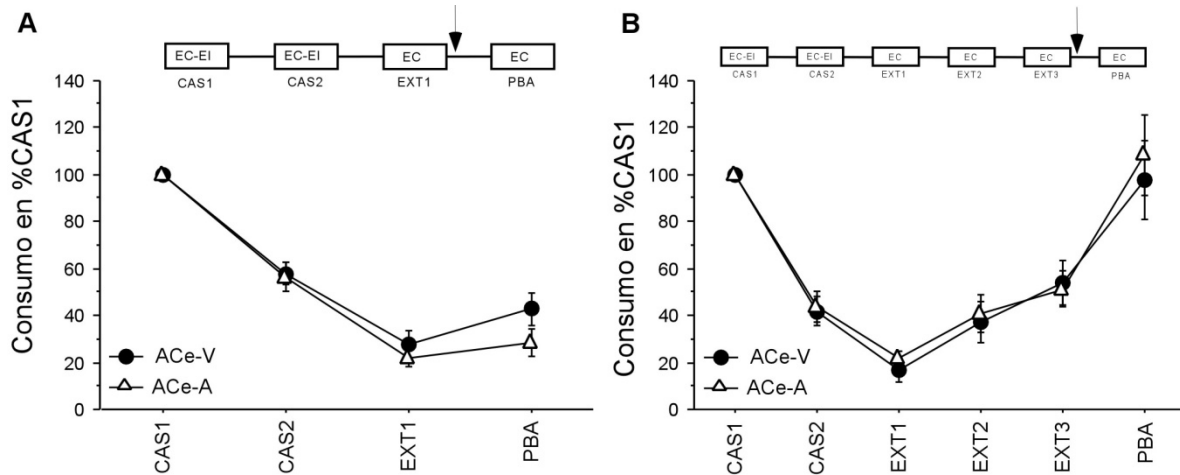 A
EC-EI EC-EI EC EC
CAS1 CAS2 EXT1 PBA
140
120
100
80
60
40
20
0
Consumo en %CAS1
ACe-V
ACe-A
CAS1 CAS2 EXT1 PBA
B
EC-EI EC-EI EC EC EC EC
CAS1 CAS2 EXT1 EXT2 EXT3 PBA
140
120
100
80
60
40
20
0
Consumo en %CAS1
ACe-V
ACe-A
CAS1 CAS2 EXT1 EXT2 EXT3 PBA